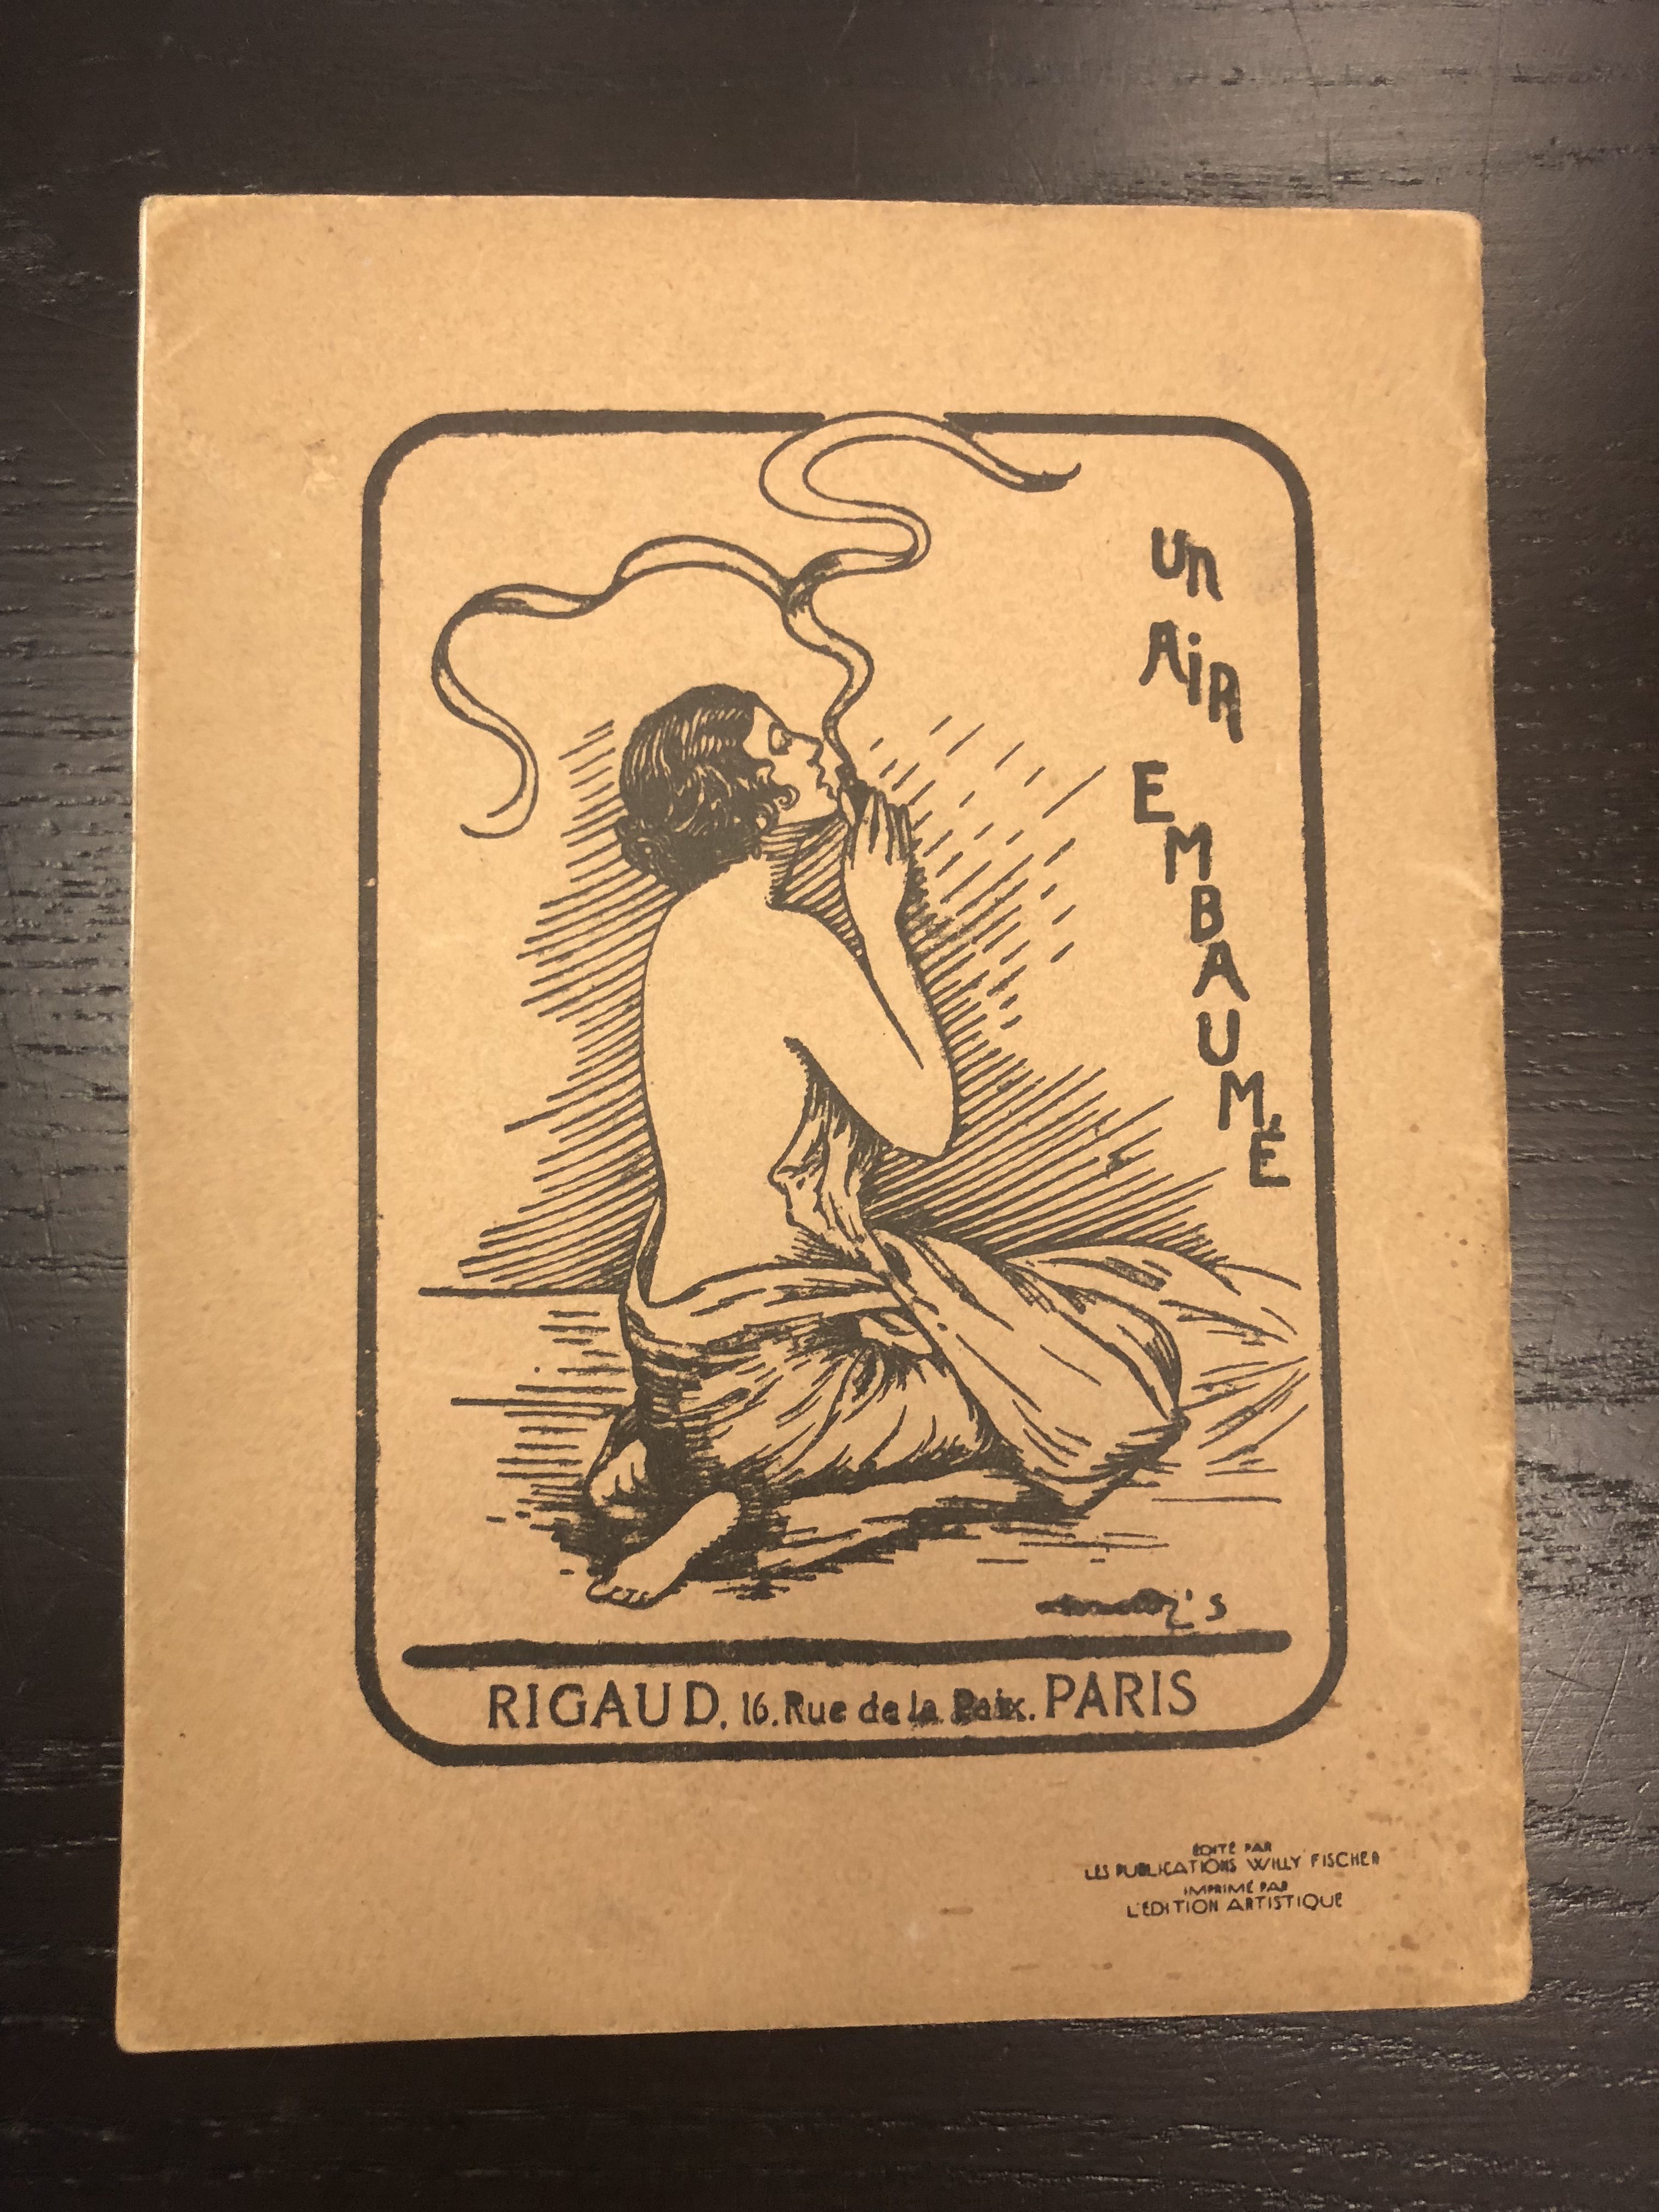 Un
AiR
EMBAUMÉ
RIGAUD, 16. Rue de la Paix. PARIS
ÉDITÉ PAR
LES PUBLICATIONS WILLY FISCHER
IMPRIMÉ PAR
L'EDITION ARTISTIQUE